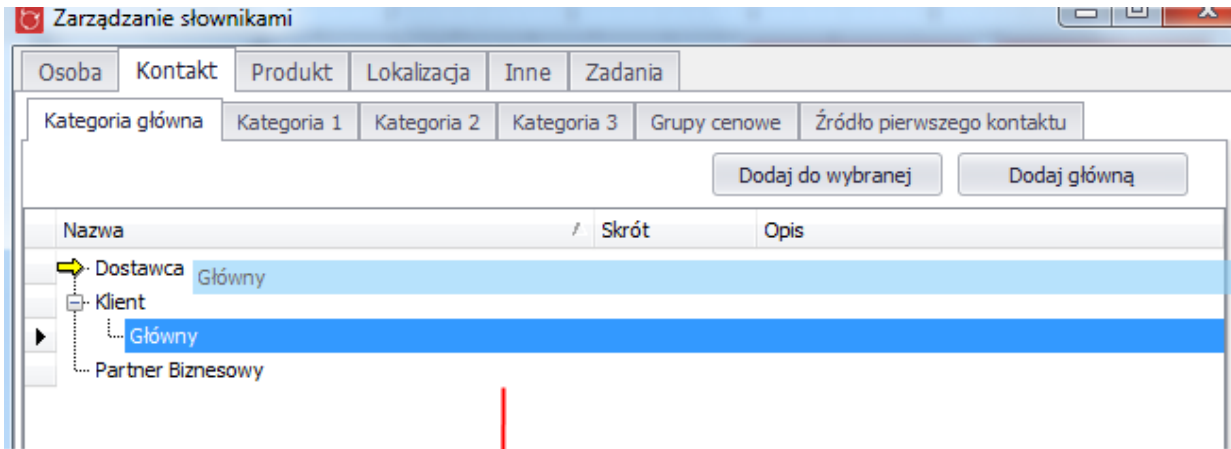 Zarządzanie słownikami
Osoba Kontakt Produkt Lokalizacja Inne Zadania
Kategoria główna Kategoria 1 Kategoria 2 Kategoria 3 Grupy cenowe Źródło pierwszego kontaktu
Dodaj do wybranej Dodaj główną
Nazwa Skrót Opis
Dostawca Główny
Klient
Główny
Partner Biznesowy